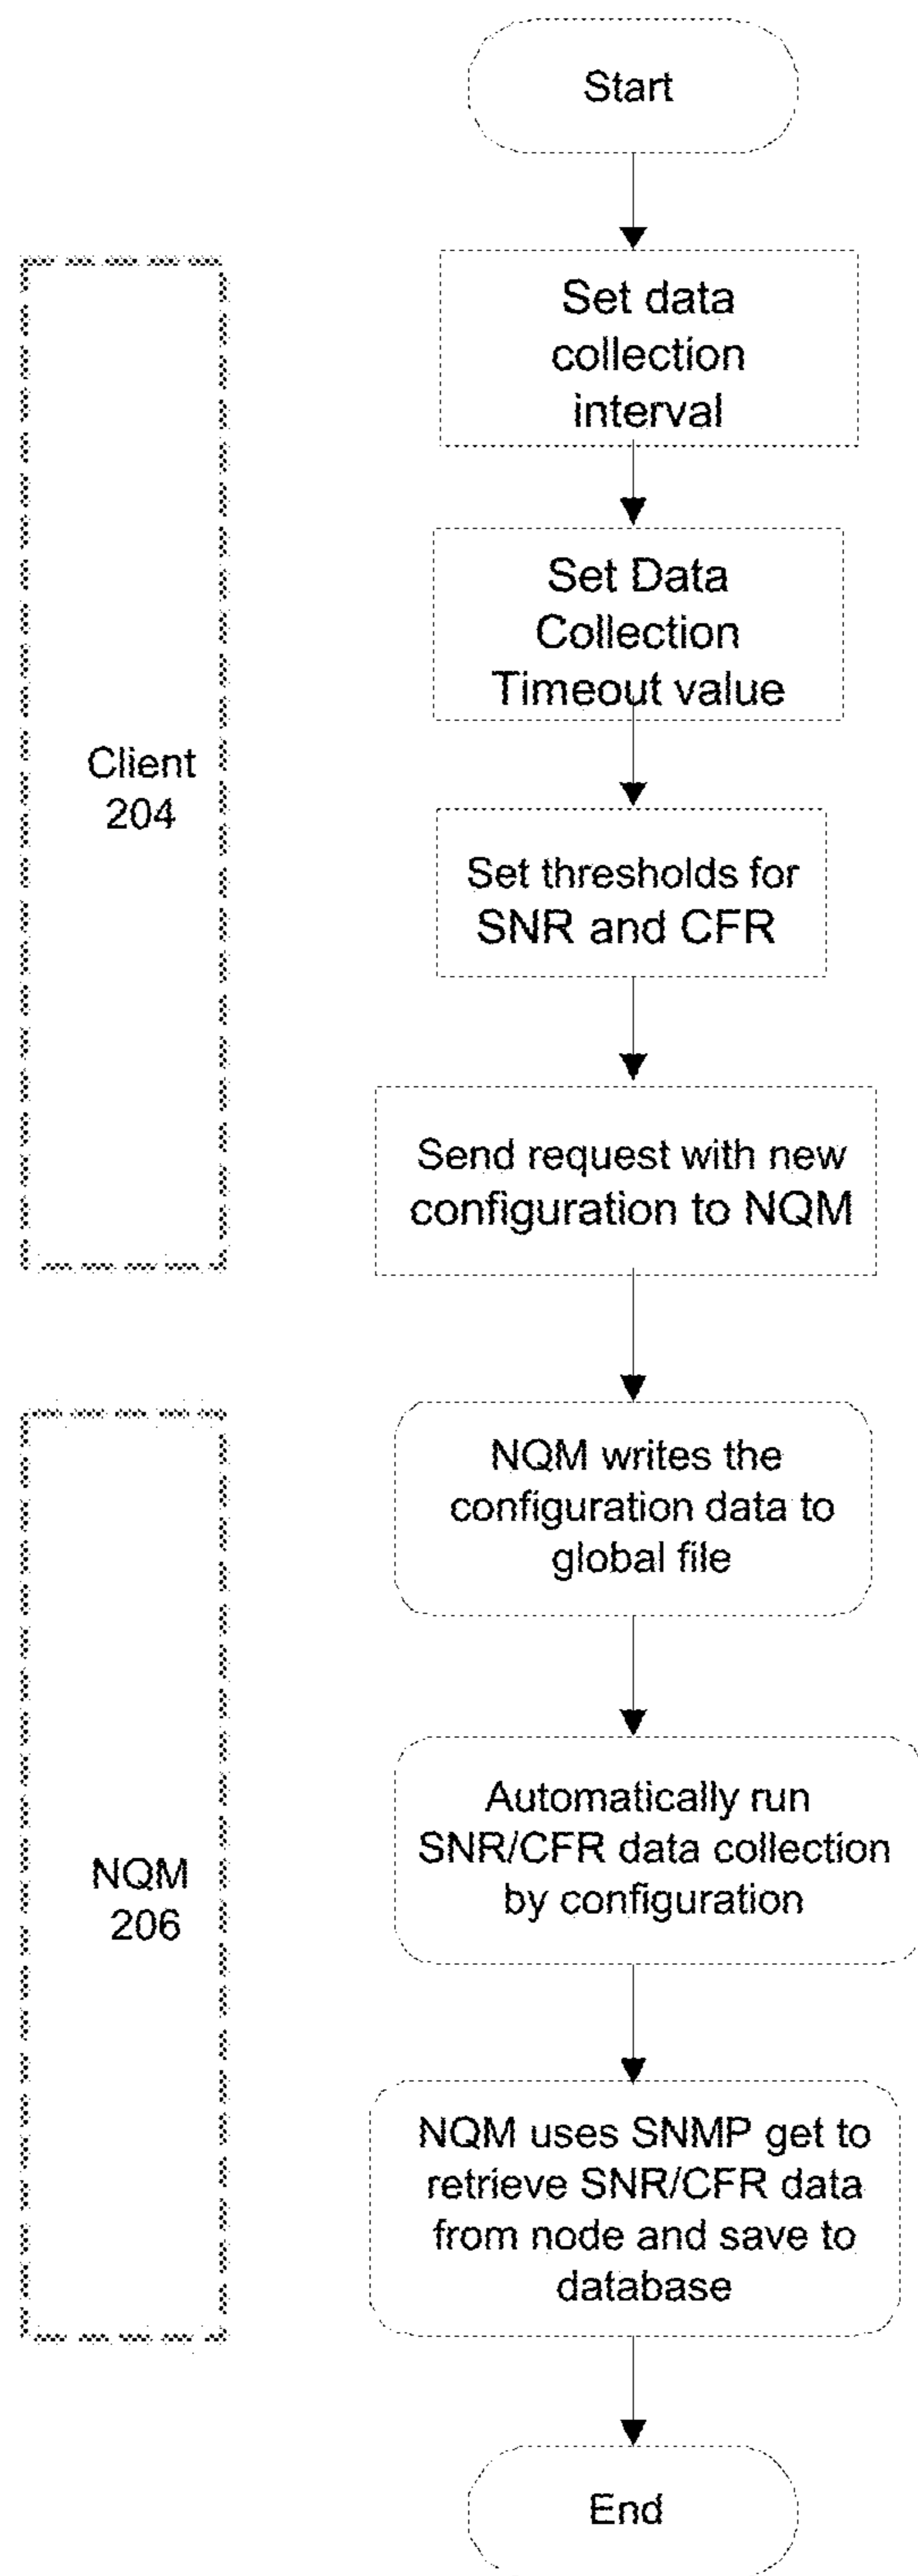 Start
Set data
collection
interval
Set Data
Collection
Timeout value
Client
204
Set thresholds for
SNR and CFR
Send request with new
configuration to NQM
NQM writes the
configuration data to
global file
Automatically run
SNR/CFR data collection
by configuration
NQM
206
NQM uses SNMP get to
retrieve SNR/CFR data
from node and save to
database
End